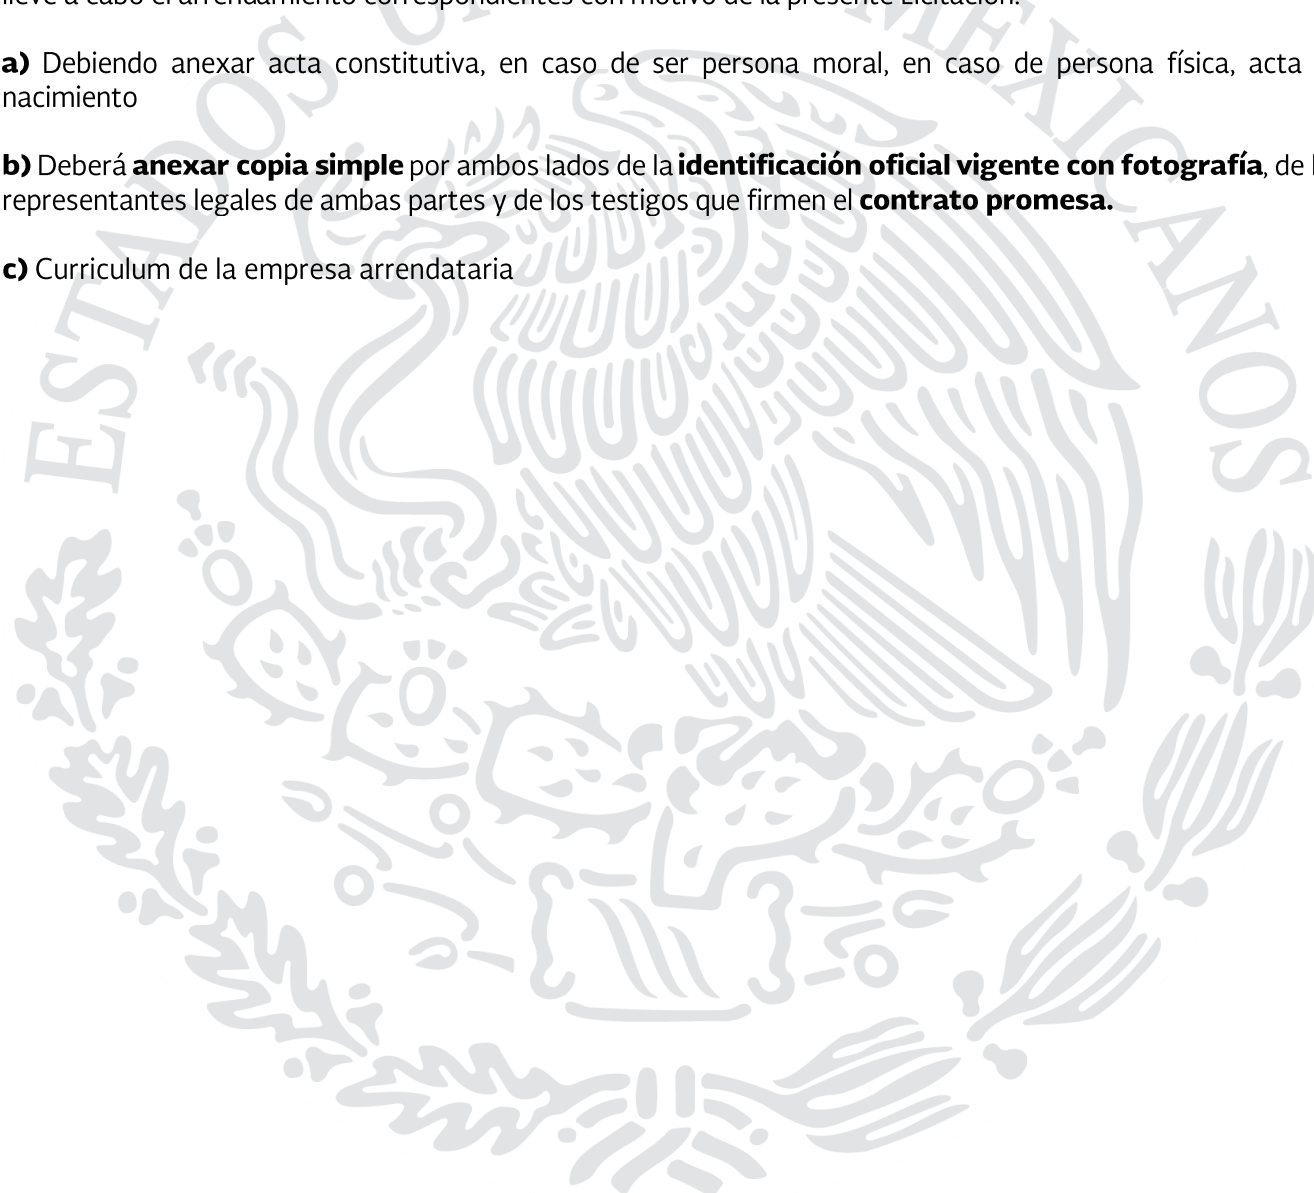 lleve a cabo el arrendamiento correspondientes con motivo de la presente Licitación.
a) Debiendo anexar acta constitutiva, en caso de ser persona moral, en caso de persona física, acta
nacimiento
b) Deberá anexar copia simple por ambos lados de la identificación oficial vigente con fotografía, de
representantes legales de ambas partes y de los testigos que firmen el contrato promesa.
c) Curriculum de la empresa arrendataria
ESTADOS MEXICANOS